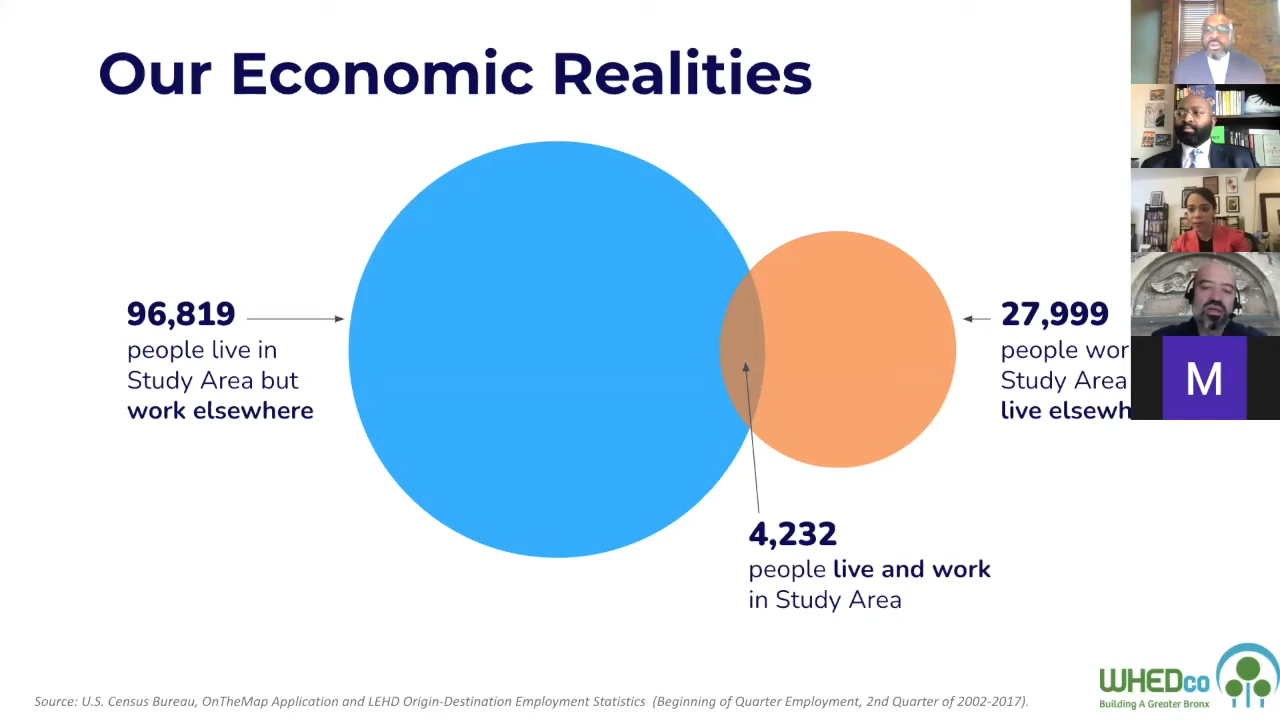 Our Economic Realities
96,819
people live in
Study Area but
work elsewhere
27,999
people wor
Study Area
live elsewh
4,232
people live and work
in Study Area
M
WHEDco
Building A Greater Bronx
Source: U.S. Census Bureau, OnTheMap Application and LEHD Origin-Destination Employment Statistics (Beginning of Quarter Employment, 2nd Quarter of 2002-2017).